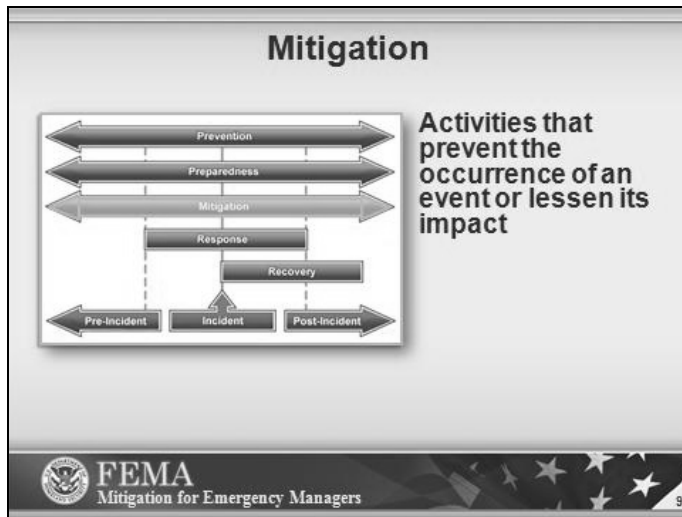 Mitigation
Prevention
Preparedness
Mitigation
Response
Recovery
Pre-Incident
Incident
Post-Incident
Activities that
prevent the
occurrence of an
event or lessen its
impact
FEMA
Mitigation for Emergency Managers
9